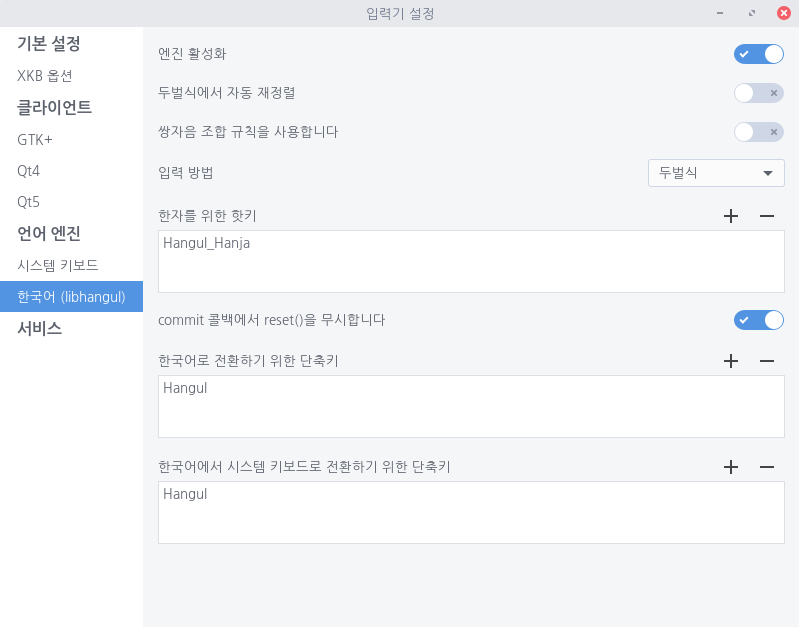 입력기 설정
기본 설정
XKB 옵션
클라이언트
GTK+
Qt4
Qt5
언어 엔진
시스템 키보드
한국어 (libhangul)
서비스
엔진 활성화
두벌식에서 자동 재정렬
쌍자음 조합 규칙을 사용합니다
입력 방법
두벌식
한자를 위한 핫키
Hangul_Hanja
commit 콜백에서 reset()을 무시합니다
한국어로 전환하기 위한 단축키
Hangul
한국어에서 시스템 키보드로 전환하기 위한 단축키
Hangul